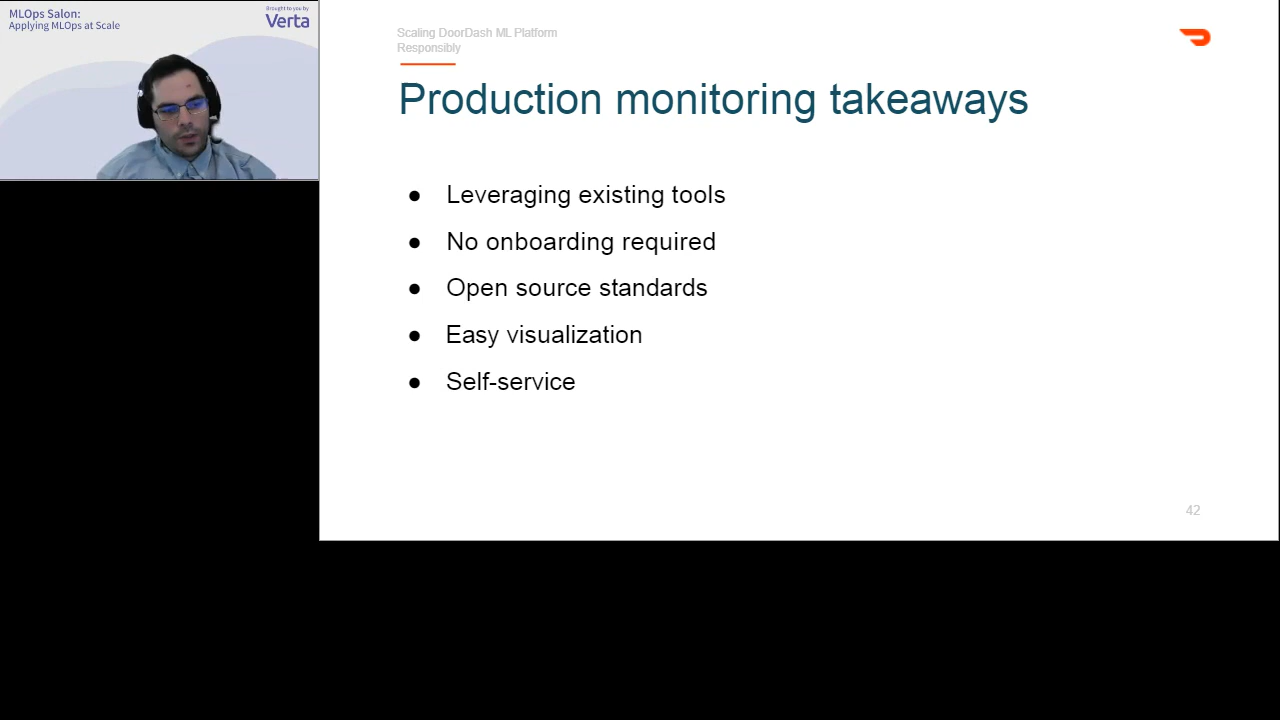 MLOps Salon:
Applying MLOps at Scale
Brought to you by
Verta
Scaling DoorDash ML Platform
Responsibly
Production monitoring takeaways
● Leveraging existing tools
● No onboarding required
● Open source standards
● Easy visualization
● Self-service
42